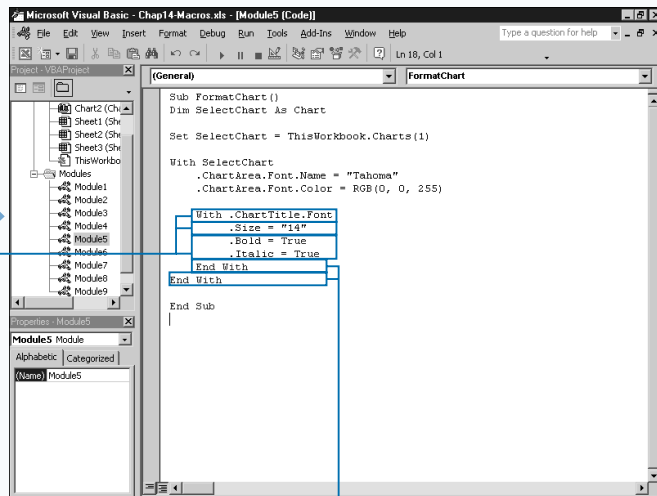 Microsoft Visual Basic - Chap14-Macros.xls - [Module5 (Code)]
File Edit View Insert Format Debug Run Tools Add-Ins Window Help
Type a question for help
Ln 18, Col 1
Project - VBAProject
Chart2 (Cha
Sheet1 (She
Sheet2 (She
Sheet3 (She
ThisWorkbo
Modules
Module1
Module2
Module3
Module4
Module5
Module6
Module7
Module8
Module9
Properties - Module5
Module5 Module
Alphabetic Categorized
(Name) Module5
(General) FormatChart
Sub FormatChart()
Dim SelectChart As Chart
Set SelectChart = ThisWorkbook.Charts(1)
With SelectChart
.ChartArea.Font.Name = "Tahoma"
.ChartArea.Font.Color = RGB(0, 0, 255)
With .ChartTitle.Font
.Size = "14"
.Bold = True
.Italic = True
End With
End With
End Sub